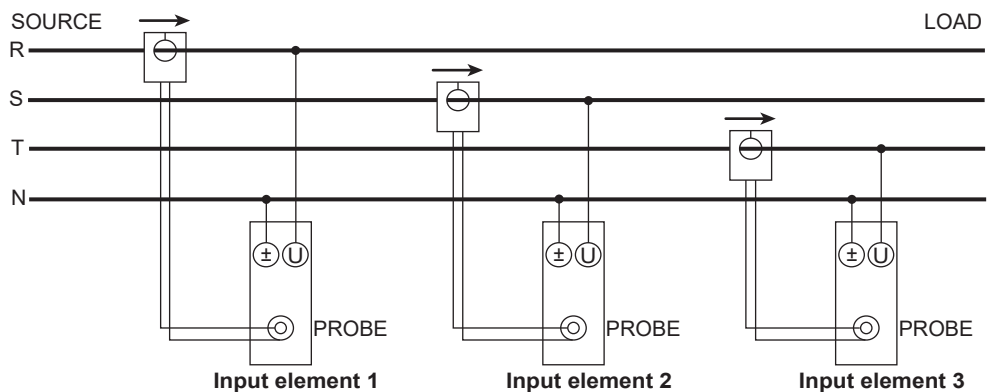 SOURCE LOAD
R
S
T
N
± U ± U ± U
PROBE PROBE PROBE
Input element 1 Input element 2 Input element 3